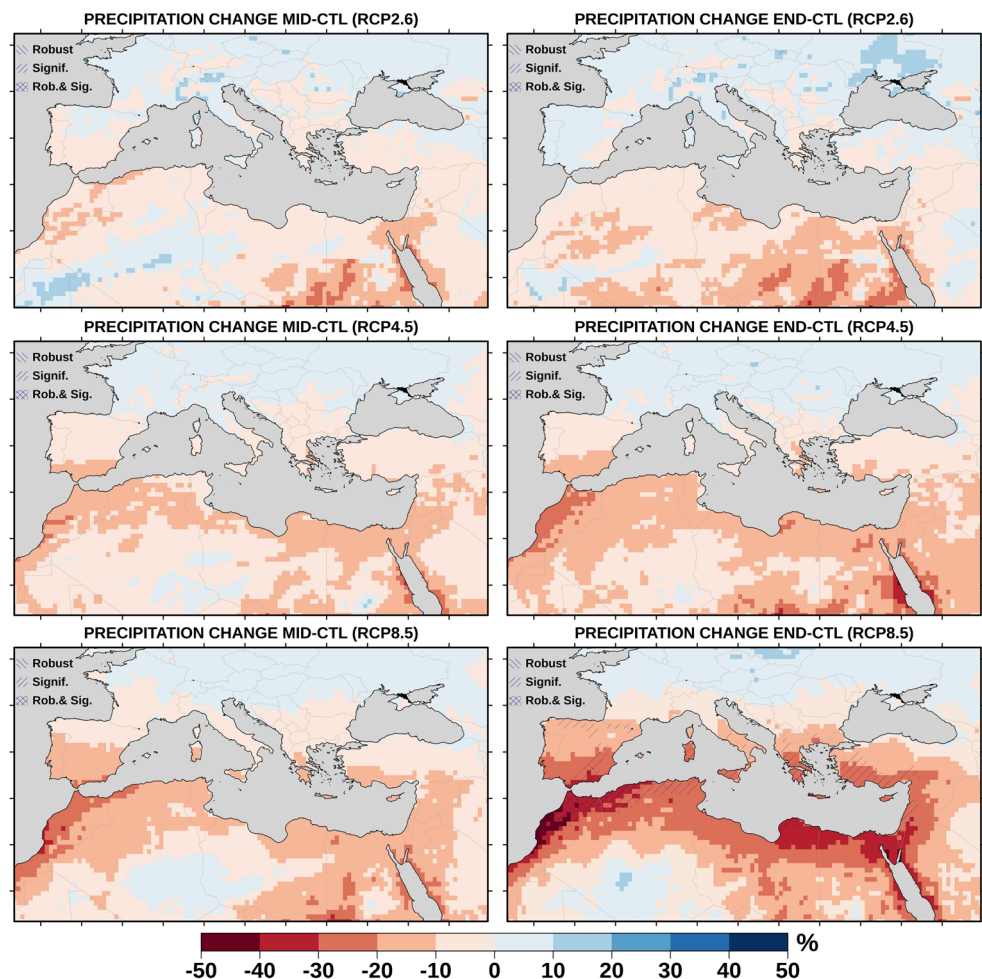 PRECIPITATION CHANGE MID-CTL (RCP2.6)
Robust
Signif.
Rob.& Sig.
PRECIPITATION CHANGE END-CTL (RCP2.6)
Robust
Signif.
Rob.& Sig.
PRECIPITATION CHANGE MID-CTL (RCP4.5)
Robust
Signif.
Rob.& Sig.
PRECIPITATION CHANGE END-CTL (RCP4.5)
Robust
Signif.
Rob.& Sig.
PRECIPITATION CHANGE MID-CTL (RCP8.5)
Robust
Signif.
Rob.& Sig.
PRECIPITATION CHANGE END-CTL (RCP8.5)
Robust
Signif.
Rob.& Sig.
%
-50 -40 -30 -20 -10 0 10 20 30 40 50